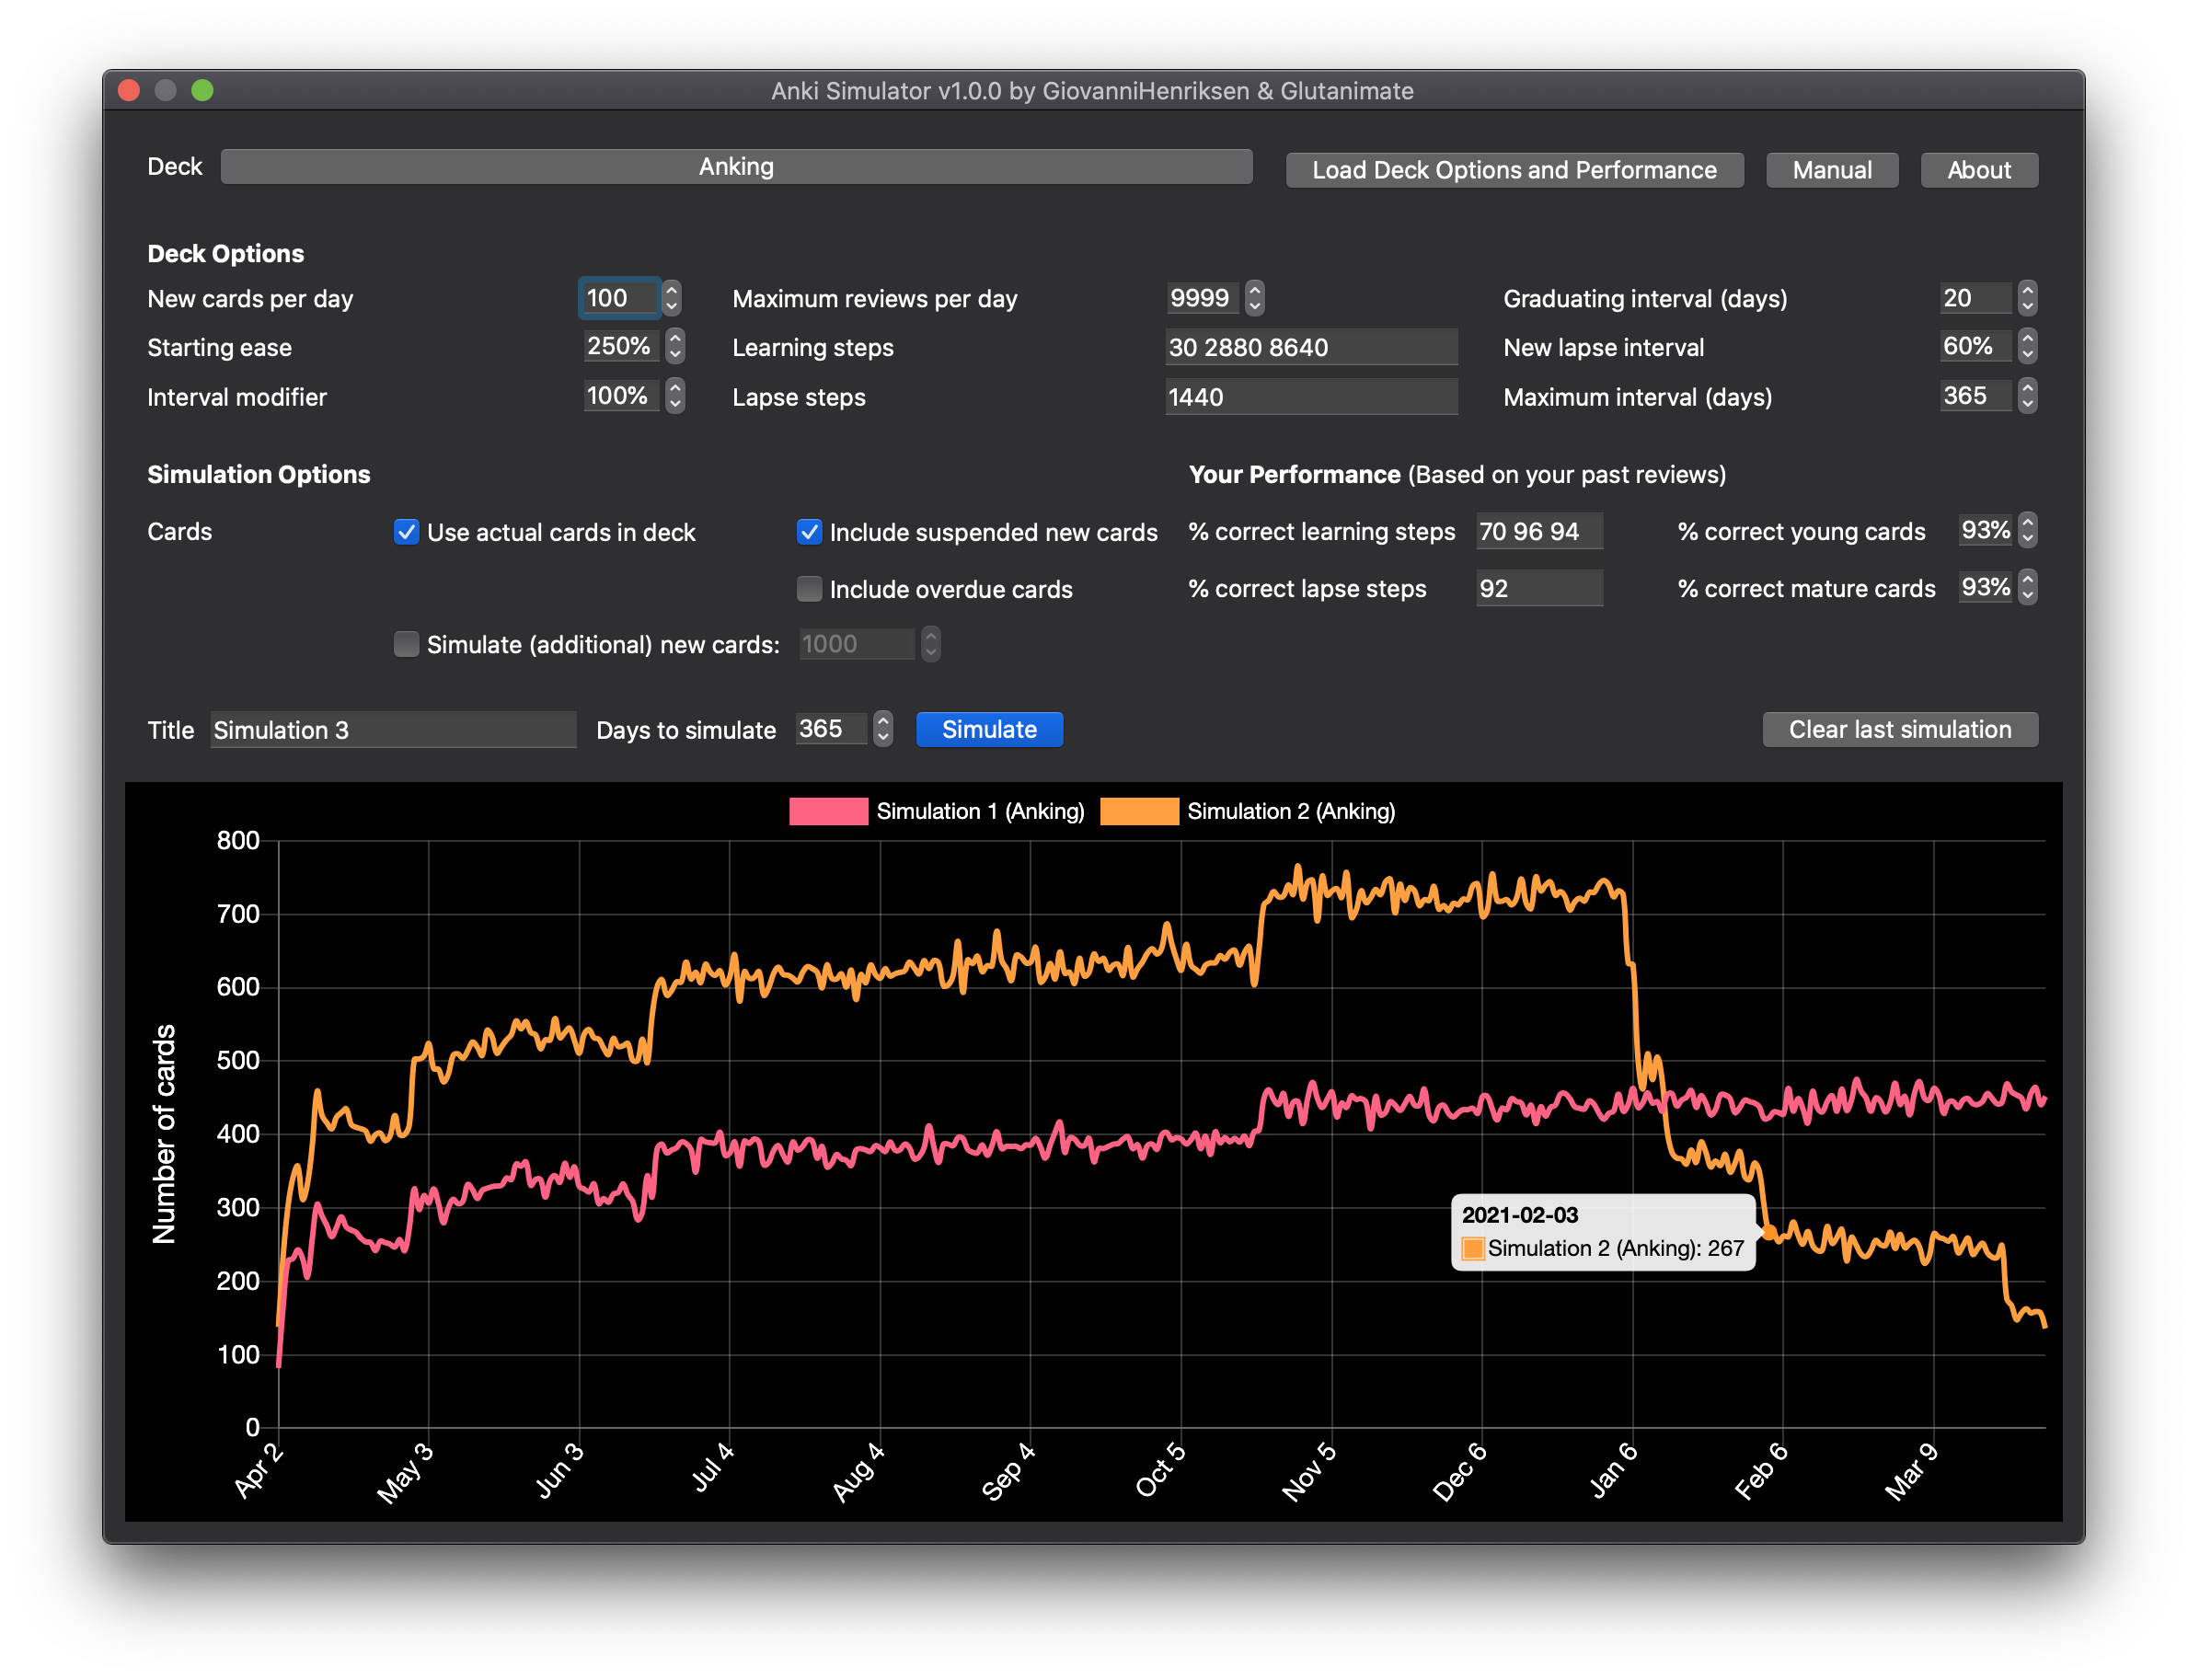 Anki Simulator v1.0.0 by GiovanniHenriksen & Glutanimate
Deck Anking Load Deck Options and Performance Manual About
Deck Options
New cards per day 100 Maximum reviews per day 9999 Graduating interval (days) 20
Starting ease 250% Learning steps 30 2880 8640 New lapse interval 60%
Interval modifier 100% Lapse steps 1440 Maximum interval (days) 365
Simulation Options Your Performance (Based on your past reviews)
Cards Use actual cards in deck Include suspended new cards % correct learning steps 70 96 94 % correct young cards 93%
Include overdue cards % correct lapse steps 92 % correct mature cards 93%
Simulate (additional) new cards: 1000
Title Simulation 3 Days to simulate 365 Simulate Clear last simulation
Simulation 1 (Anking) Simulation 2 (Anking)
Number of cards
800
700
600
500
400
300
200
100
0
2021-02-03
Simulation 2 (Anking): 267
Apr 2 May 3 Jun 3 Jul 4 Aug 4 Sep 4 Oct 5 Nov 5 Dec 6 Jan 6 Feb 6 Mar 9